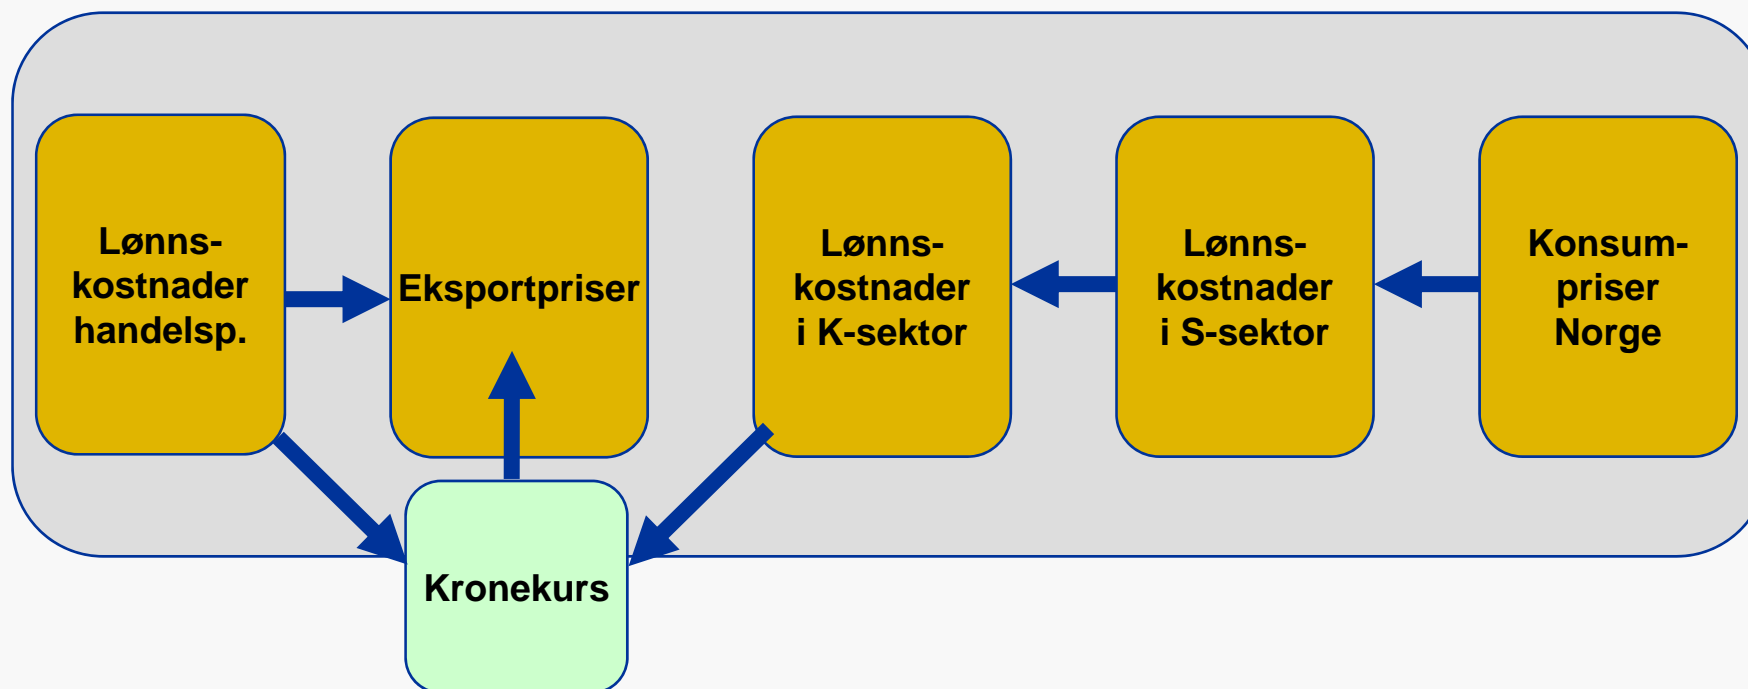 Lønns-
kostnader
handelsp.
Eksportpriser
Lønns-
kostnader
i K-sektor
Lønns-
kostnader
i S-sektor
Konsum-
priser
Norge
Kronekurs